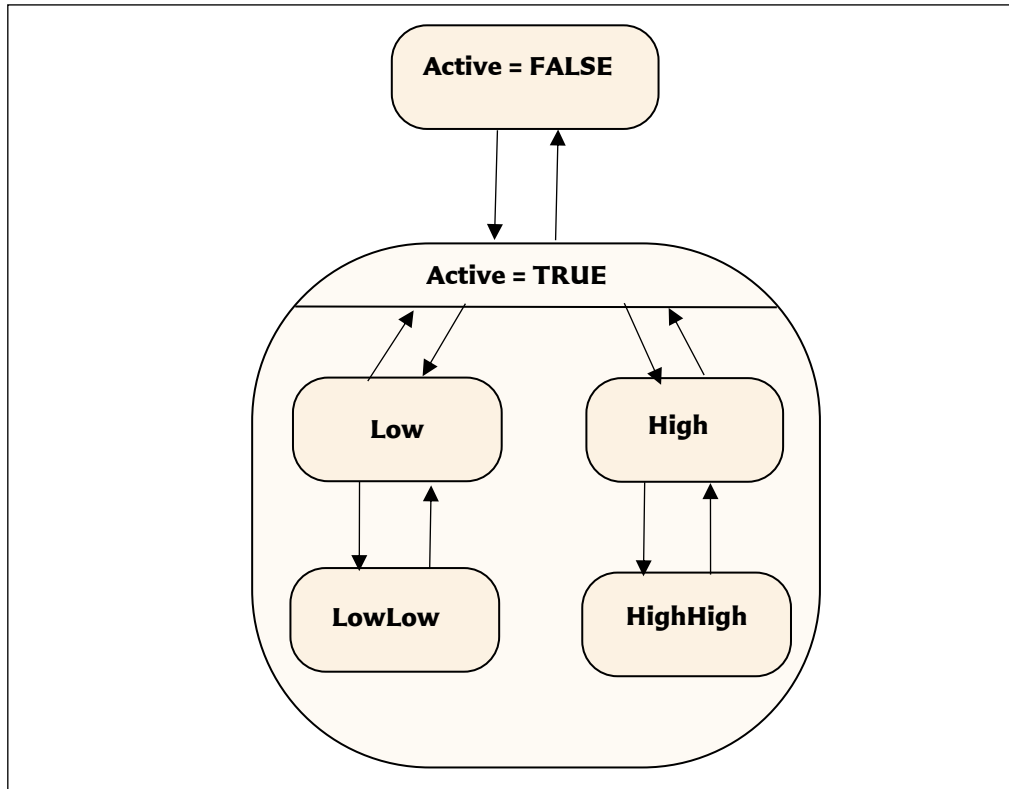 Active = FALSE
Active = TRUE
Low
High
LowLow
HighHigh